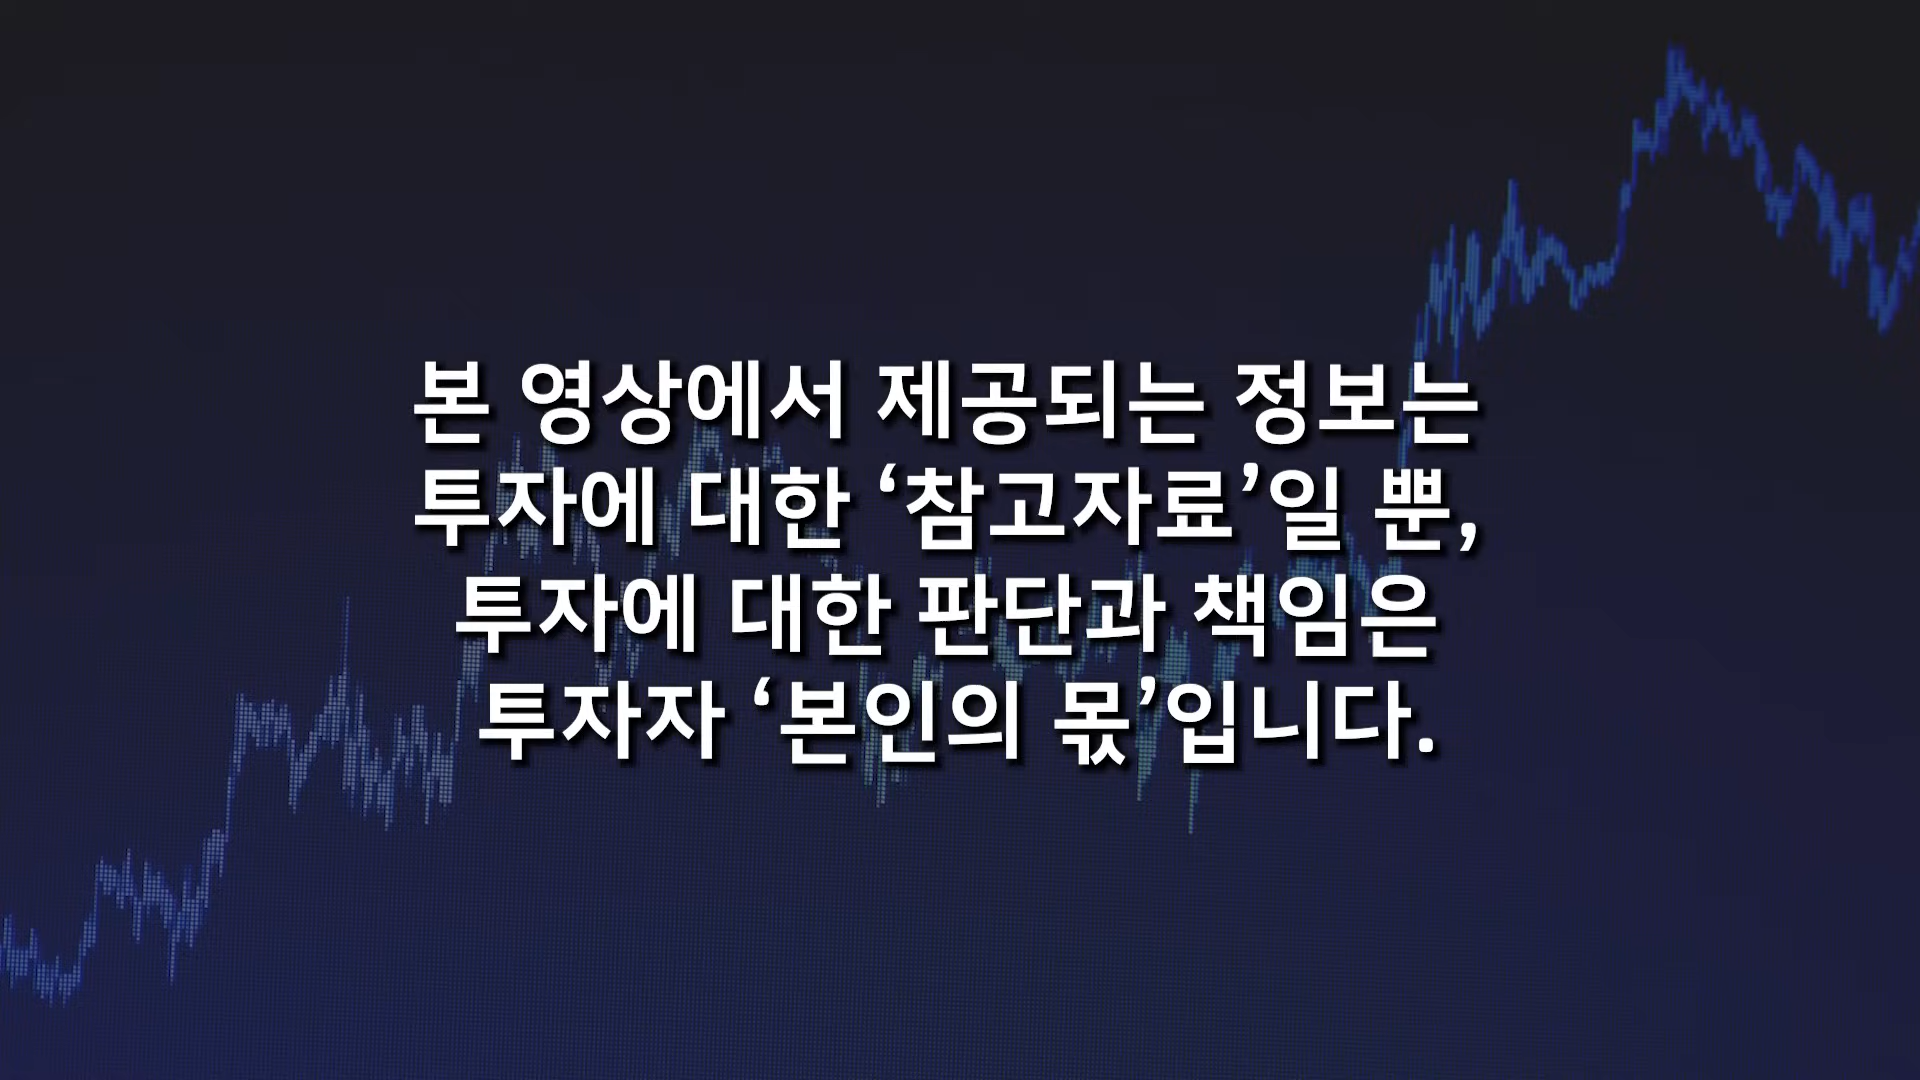 본 영상에서 제공되는 정보는
투자에 대한 ‘참고자료’일 뿐,
투자에 대한 판단과 책임은
투자자 ‘본인의 몫’입니다.